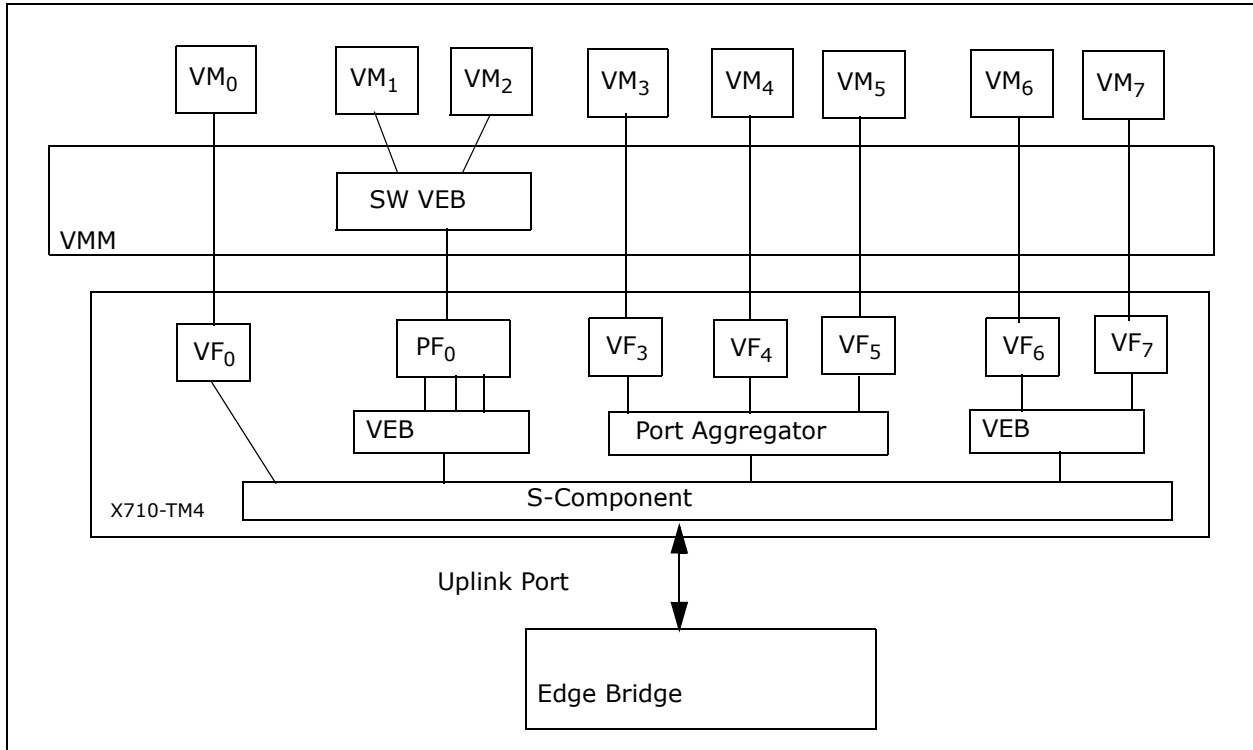 VM0
VM1
VM2
VM3
VM4
VM5
VM6
VM7
SW VEB
VMM
VF0
PF0
VF3
VF4
VF5
VF6
VF7
VEB
Port Aggregator
VEB
S-Component
X710-TM4
Uplink Port
Edge Bridge